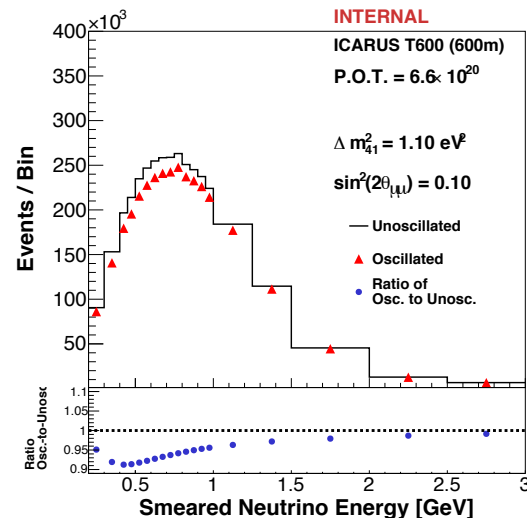 INTERNAL
×10³
ICARUS T600 (600m)
P.O.T. = 6.6× 10²⁰
Δ m²₄₁ = 1.10 eV²
sin²(2θ_μμ) = 0.10
Unoscillated
Oscillated
Ratio of
Osc. to Unosc.
Events / Bin
400
350
300
250
200
150
100
50
Ratio
Osc.-to-Unosc
1.1
1.05
1
0.95
0.9
0.5 1 1.5 2 2.5 3
Smeared Neutrino Energy [GeV]